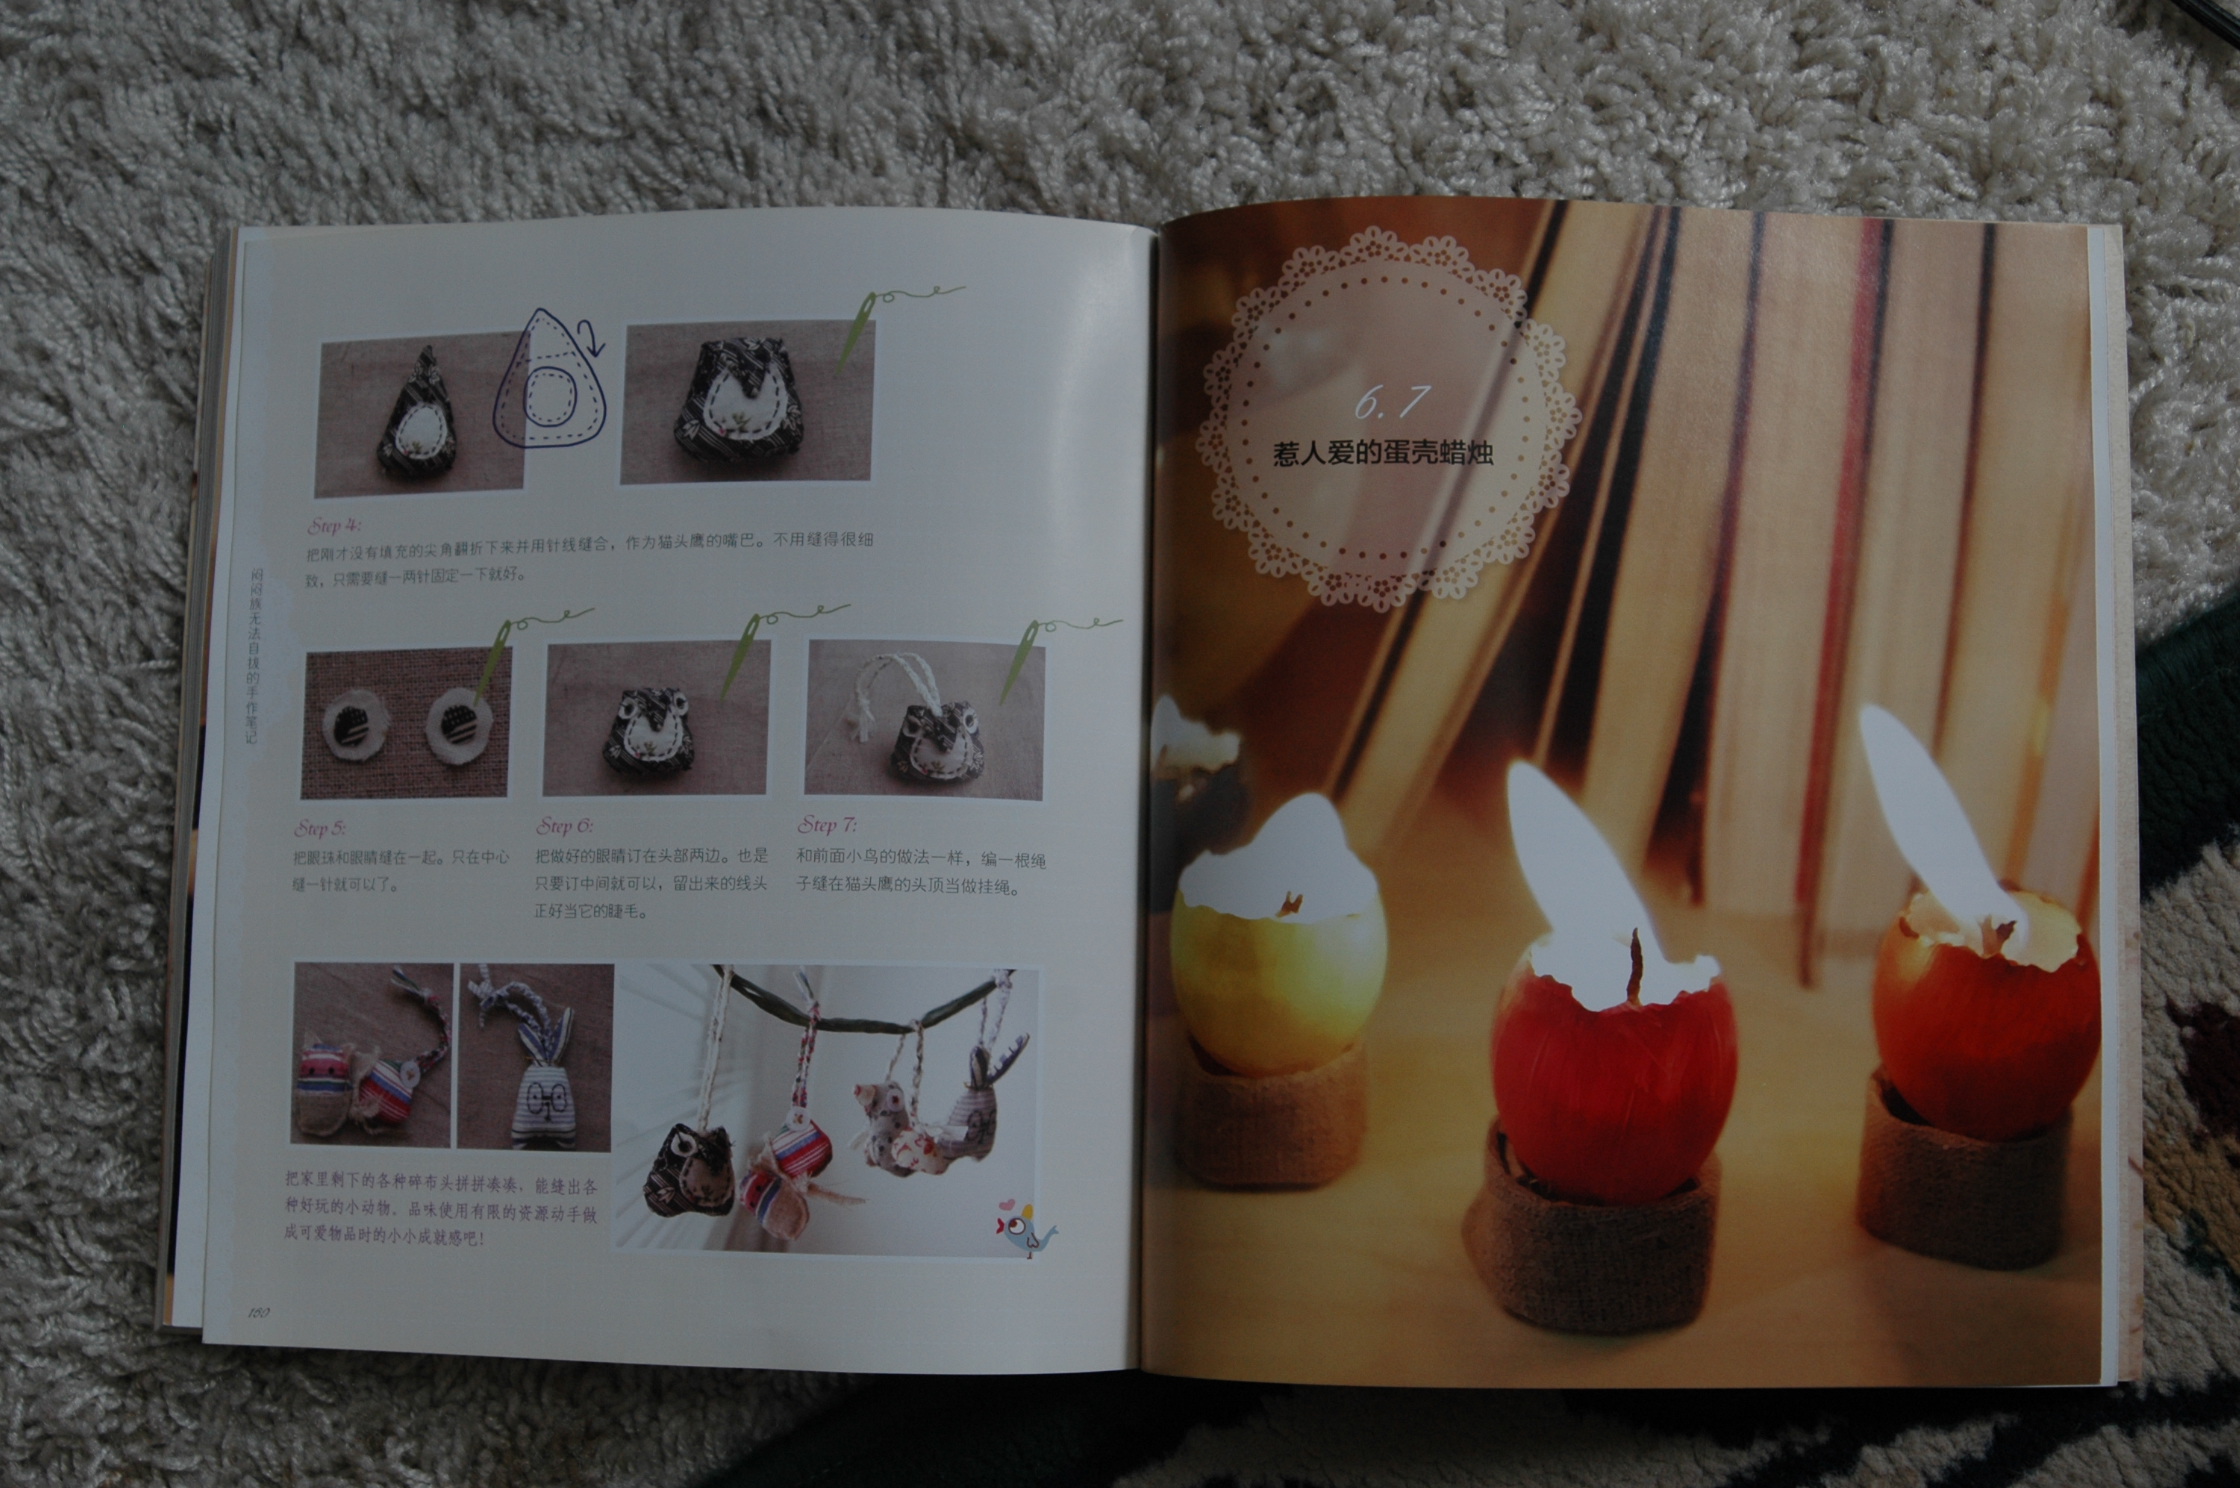 Step 4:
把刚才没有填充的尖角翻折下来并用针线缝合，作为猫头鹰的嘴巴。不用缝得很细
致，只需要缝一两针固定一下就好。
Step 5:
把眼珠和眼睛缝在一起。只在中心
缝一针就可以了。
Step 6:
把做好的眼睛订在头部两边。也是
只要订中间就可以，留出来的线头
正好当它的睫毛。
Step 7:
和前面小鸟的做法一样，编一根绳
子缝在猫头鹰的头顶当做挂绳。
把家里剩下的各种碎布头拼拼凑凑，能缝出各
种好玩的小动物，品味使用有限的资源动手做
成可爱物品时的小小成就感吧！
闷闷族无法自拔的手作笔记
6.7
惹人爱的蛋壳蜡烛